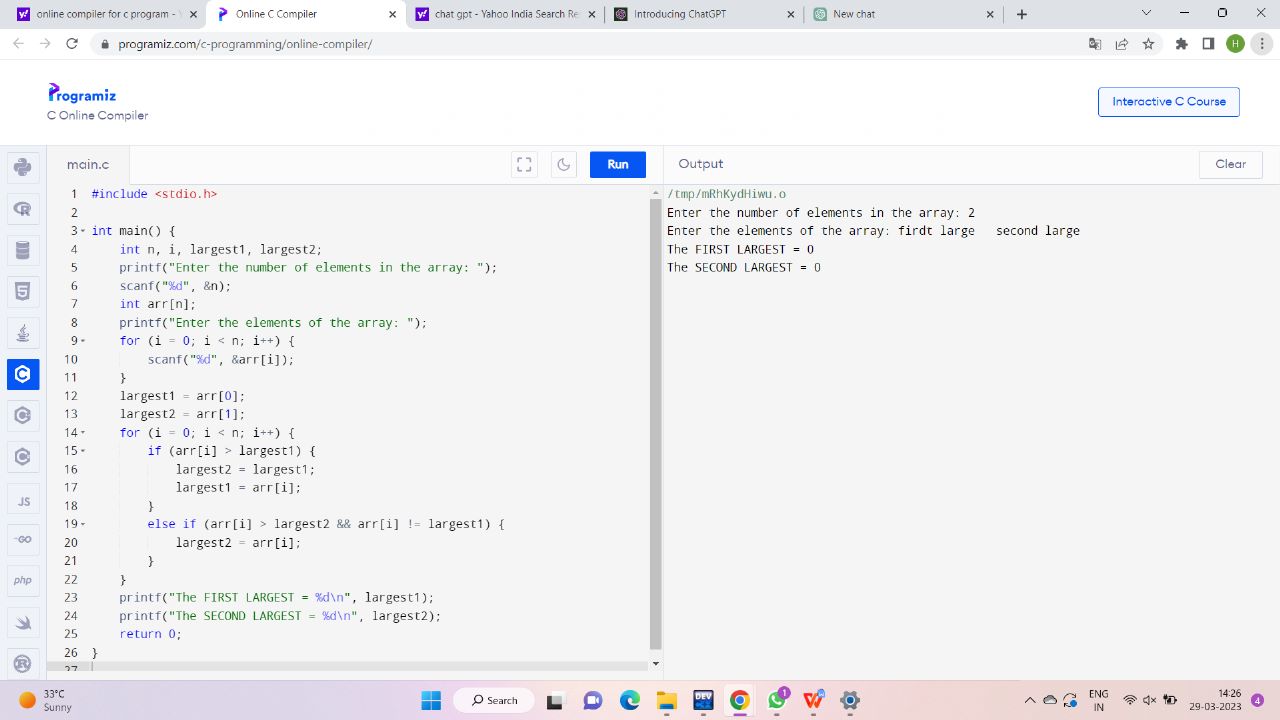 online compiler for c program - Y
Online C Compiler
chat gpt - Yahoo India Search Re
Introducing ChatGPT
New chat
programiz.com/c-programming/online-compiler/
H
Programiz
C Online Compiler
Interactive C Course
main.c
Run
Output
Clear
1 #include <stdio.h>
2
3 int main() {
4 int n, i, largest1, largest2;
5 printf("Enter the number of elements in the array: ");
6 scanf("%d", &n);
7 int arr[n];
8 printf("Enter the elements of the array: ");
9 for (i = 0; i < n; i++) {
10 scanf("%d", &arr[i]);
11 }
12 largest1 = arr[0];
13 largest2 = arr[1];
14 for (i = 0; i < n; i++) {
15 if (arr[i] > largest1) {
16 largest2 = largest1;
17 largest1 = arr[i];
18 }
19 else if (arr[i] > largest2 && arr[i] != largest1) {
20 largest2 = arr[i];
21 }
22 }
23 printf("The FIRST LARGEST = %d\n", largest1);
24 printf("The SECOND LARGEST = %d\n", largest2);
25 return 0;
26 }
27
/tmp/mRhKydHiwu.o
Enter the number of elements in the array: 2
Enter the elements of the array: firdt large second large
The FIRST LARGEST = 0
The SECOND LARGEST = 0
JS
GO
php
33°C
Sunny
Search
DEV
1
ENG
IN
14:26
29-03-2023
4